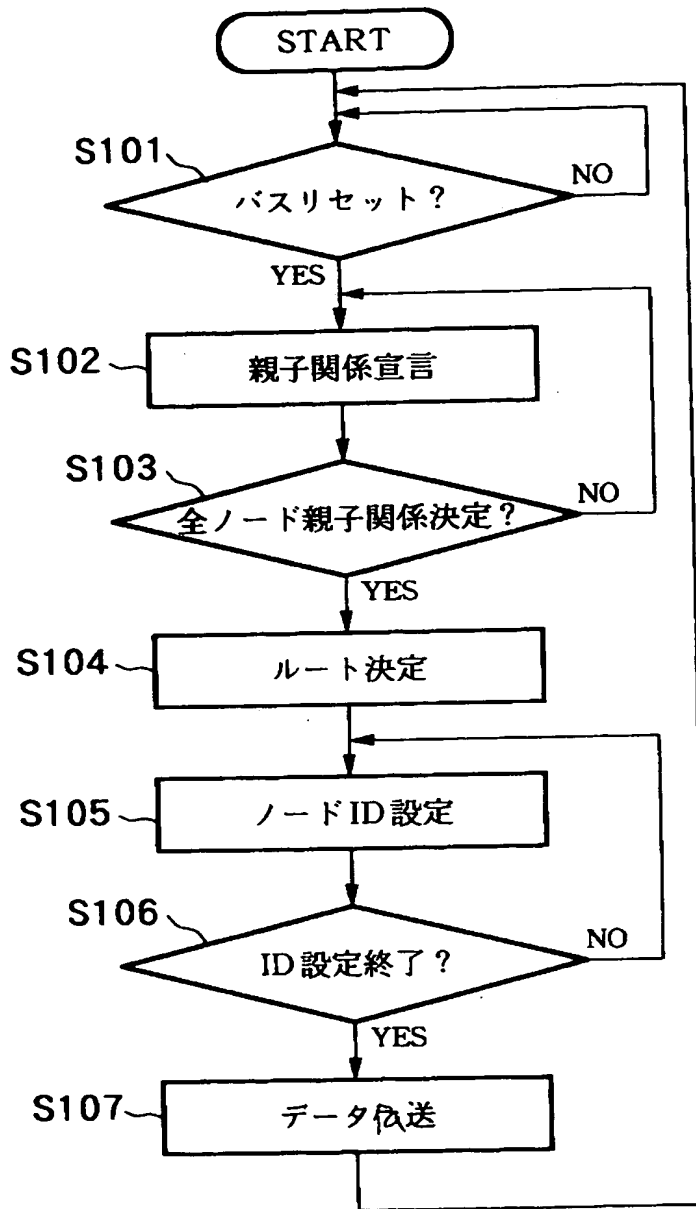 START
S101
バスリセット？
NO
YES
S102
親子関係宣言
S103
全ノード親子関係決定？
NO
YES
S104
ルート決定
S105
ノードID設定
S106
ID設定終了？
NO
YES
S107
データ伝送